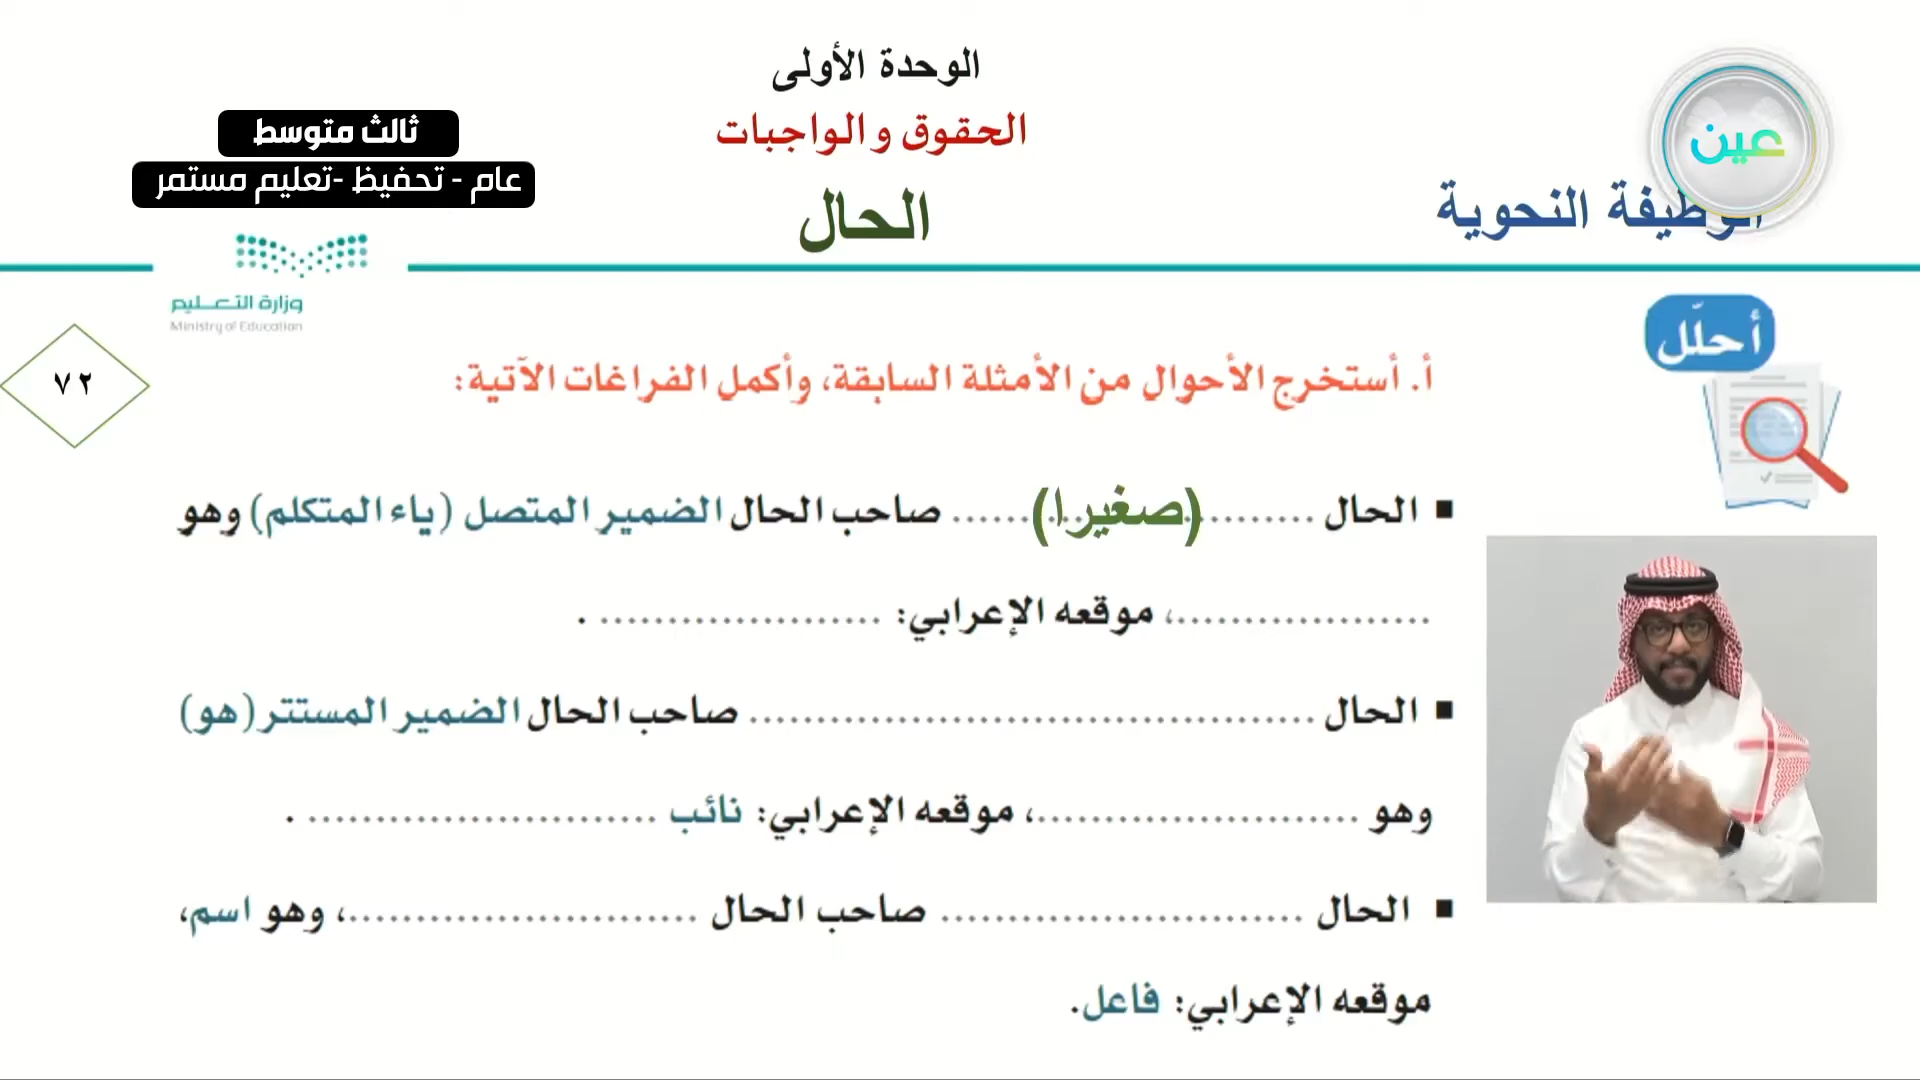 الوحدة الأولى
الحقوق والواجبات
الحال
عين
النحوية
ثالث متوسط
عام - تحفيظ -تعليم مستمر
وزارة التعليم
Ministry of Education
٧٢
أحلّل
أ. أستخرج الأحوال من الأمثلة السابقة، وأكمل الفراغات الآتية:
■ الحال ........(صغيرا)...... صاحب الحال الضمير المتصل (ياء المتكلم) وهو
...................، موقعه الإعرابي: ..................... .
■ الحال .......................................... صاحب الحال الضمير المستتر (هو)
وهو ........................، موقعه الإعرابي: نائب .......................... .
■ الحال ........................... صاحب الحال ..........................، وهو اسم،
موقعه الإعرابي: فاعل.